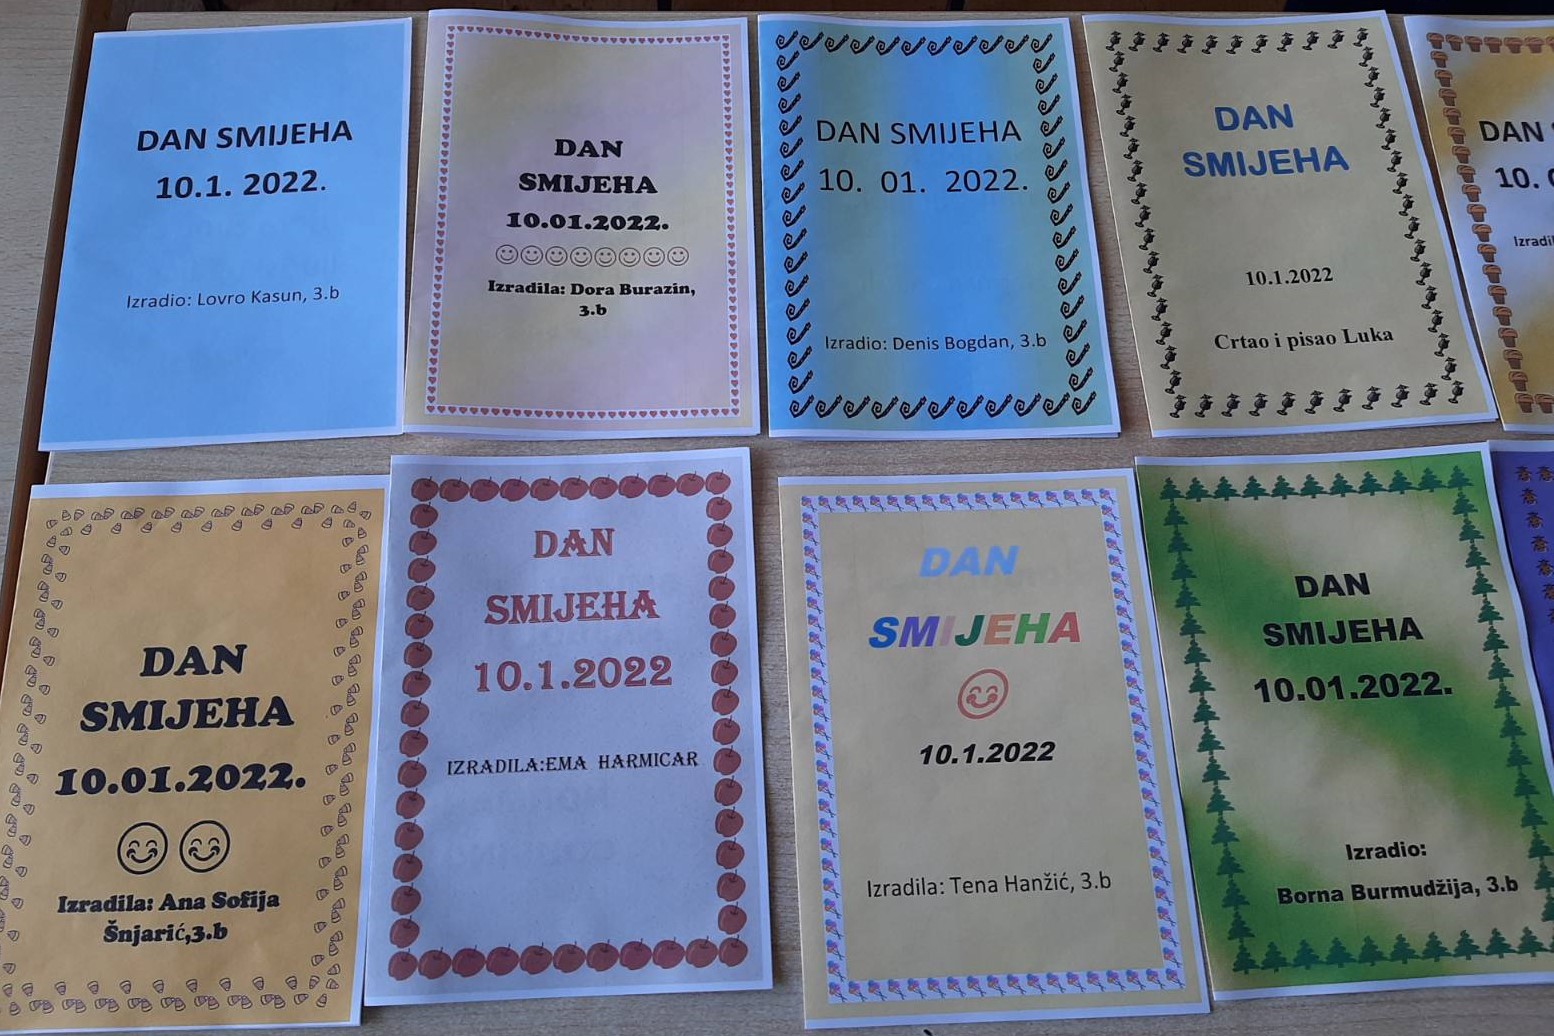 DAN SMIJEHA
10.1. 2022.
Izradio: Lovro Kasun, 3.b
DAN
SMIJEHA
10.01.2022.
Izradila: Dora Burazin,
3.b
DAN SMIJEHA
10. 01. 2022.
Izradio: Denis Bogdan, 3.b
DAN
SMIJEHA
10.1.2022
Crtao i pisao Luka
DAN
10.
DAN
SMIJEHA
10.01.2022.
Izradila: Ana Sofija
Šnjarić,3.b
DAN
SMIJEHA
10.1.2022
IZRADILA:EMA HARMICAR
DAN
SMIJEHA
10.1.2022
Izradila: Tena Hanžić, 3.b
DAN
SMIJEHA
10.01.2022.
Izradio:
Borna Burmudžija, 3.b